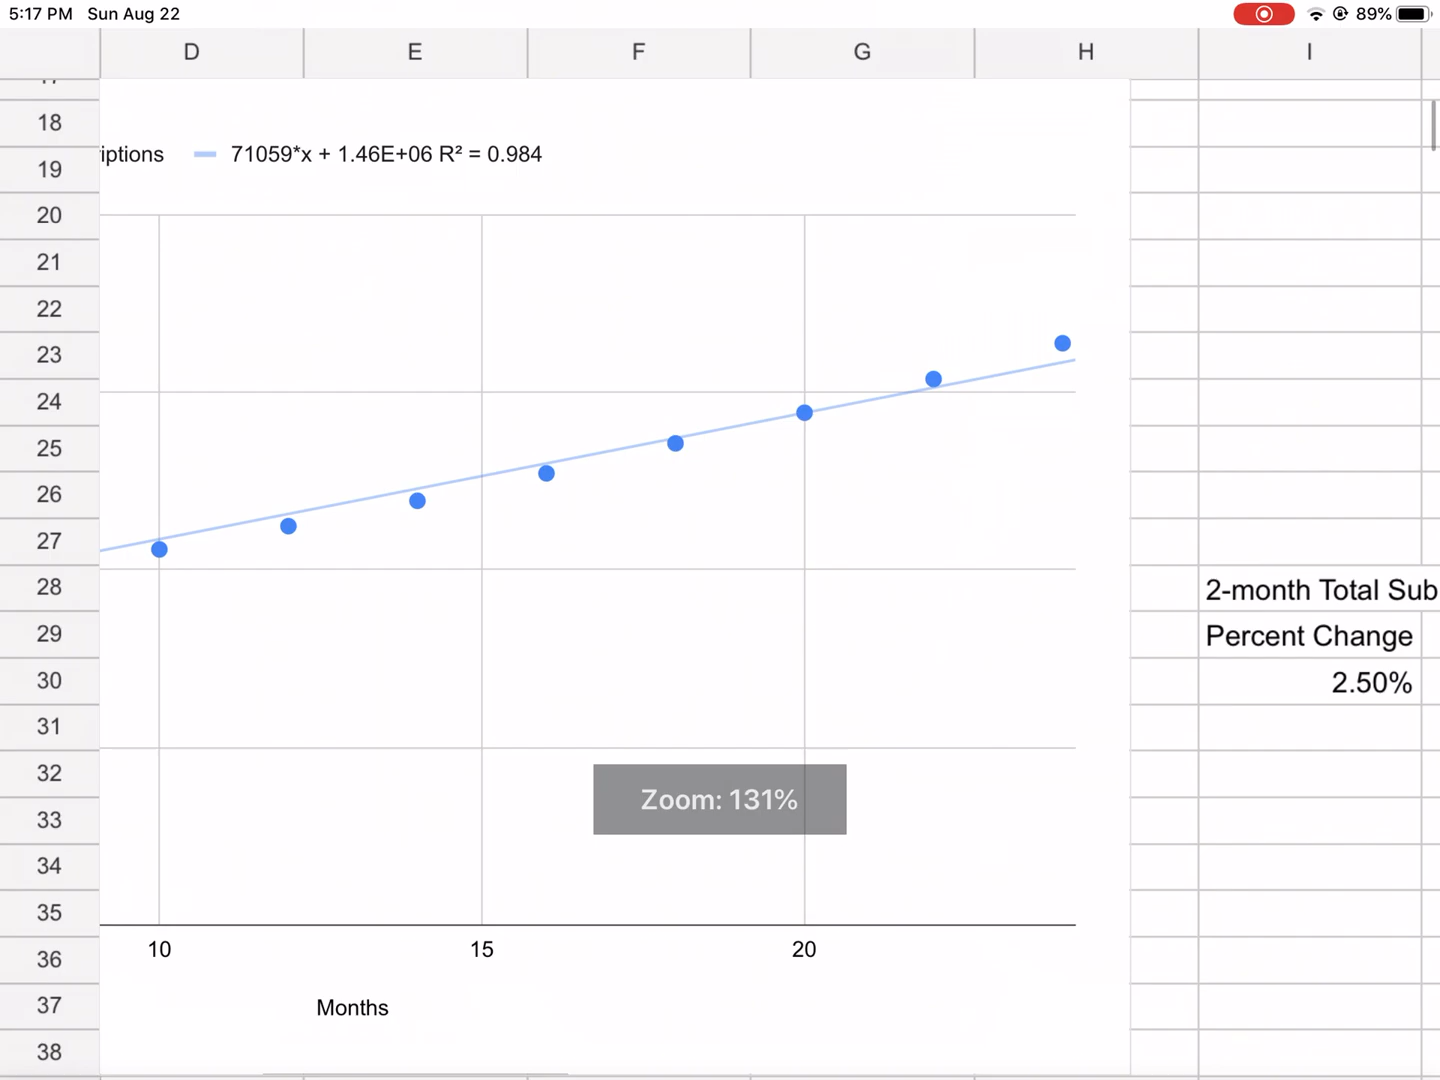 5:17 PM Sun Aug 22
89%
D E F G H I
18
iptions 71059*x + 1.46E+06 R² = 0.984
19
20
21
22
23
24
25
26
27
28 2-month Total Sub
29 Percent Change
30 2.50%
31
32
Zoom: 131%
33
34
35
10 15 20
36
37 Months
38